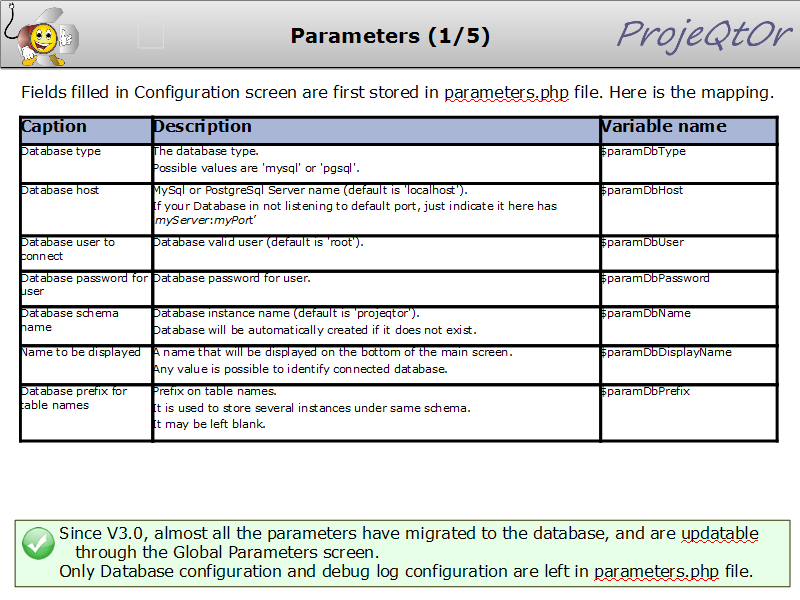 Parameters (1/5)
ProjeQtOr
Fields filled in Configuration screen are first stored in parameters.php file. Here is the mapping.
Caption Description Variable name
Database type The database type. $paramDbType
Possible values are 'mysql' or 'pgsql'.
Database host MySql or PostgreSql Server name (default is 'localhost'). $paramDbHost
If your Database in not listening to default port, just indicate it here has
'myServer:myPort'
Database user to Database valid user (default is 'root'). $paramDbUser
connect
Database password for Database password for user. $paramDbPassword
user
Database schema Database instance name (default is 'projeqtor'). $paramDbName
name Database will be automatically created if it does not exist.
Name to be displayed A name that will be displayed on the bottom of the main screen. $paramDbDisplayName
Any value is possible to identify connected database.
Database prefix for Prefix on table names. $paramDbPrefix
table names It is used to store several instances under same schema.
It may be left blank.
Since V3.0, almost all the parameters have migrated to the database, and are updatable
through the Global Parameters screen.
Only Database configuration and debug log configuration are left in parameters.php file.